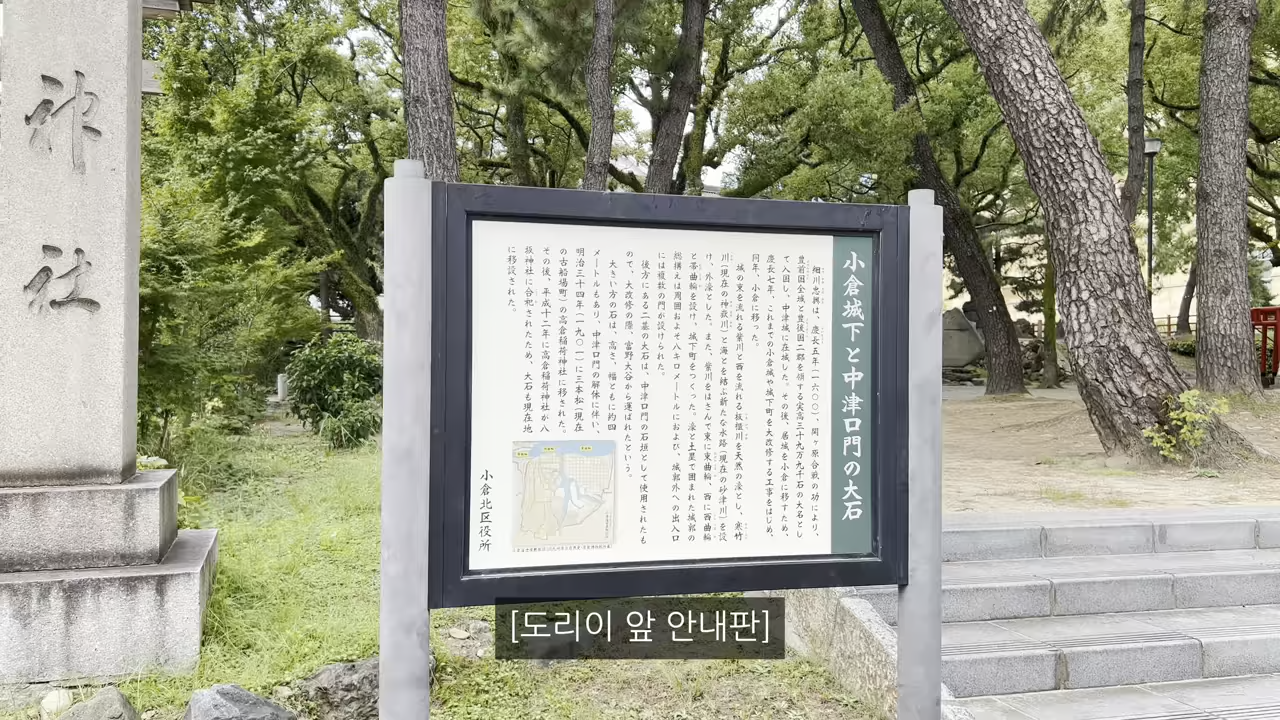 神社
小倉城下と中津口門の大石
細川忠興は、慶長五年(一六〇〇)、関ヶ原合戦の功により、
豊前国全域と豊後国二郡を領する実高三十九万九千石の大名とし
て入国し、中津城に在城した。その後、居城を小倉に移すため、
慶長七年、これまでの小倉城や城下町を大改修する工事をはじめ、
同年、小倉に移った。
城の東を流れる紫川と西を流れる板櫃川を天然の濠とし、寒竹
川(現在の神嶽川)と海とを結ぶ新たな水路(現在の砂津川)を設
け、外濠とした。また、紫川をはさんで東に東曲輪、西に西曲輪
と帯曲輪を設け、城下町をつくった。濠と土塁で囲まれた城郭の
総構えは周囲およそ八キロメートルにおよび、城郭外への出入口
には複数の門が設けられた。
後方にある二基の大石は、中津口門の石垣として使用されたも
ので、大改修の際、富野大谷から運ばれたという。
大きい方の石は、高さ、幅ともに約四
メートルもあり、中津口門の解体に伴い、
明治三十四年(一九〇一)に三本松(現在
の古船場町)の高倉稲荷神社に移された。
その後、平成十二年に高倉稲荷神社が八
坂神社に合祀されたため、大石も現在地
に移設された。
小倉北区役所
[도리이 앞 안내판]